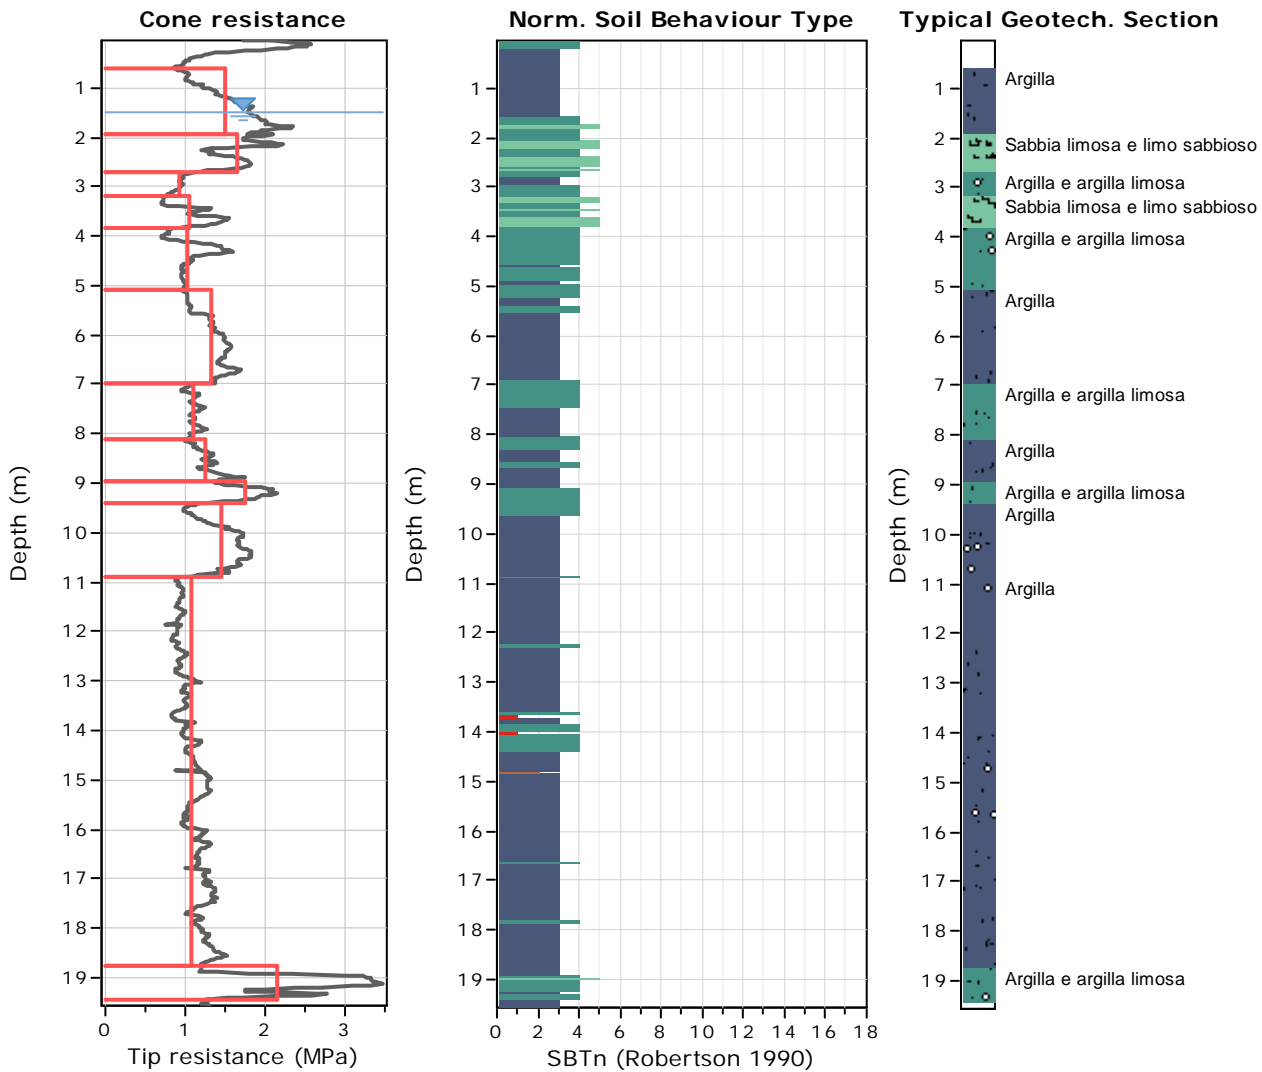 Cone resistance
1
2
3
4
5
6
7
8
9
10
11
12
13
14
15
16
17
18
19
Depth (m)
0 1 2 3
Tip resistance (MPa)
Norm. Soil Behaviour Type
1
2
3
4
5
6
7
8
9
10
11
12
13
14
15
16
17
18
19
Depth (m)
0 2 4 6 8 10 12 14 16 18
SBTn (Robertson 1990)
Typical Geotech. Section
1
2
3
4
5
6
7
8
9
10
11
12
13
14
15
16
17
18
19
Depth (m)
Argilla
Sabbia limosa e limo sabbioso
Argilla e argilla limosa
Sabbia limosa e limo sabbioso
Argilla e argilla limosa
Argilla
Argilla e argilla limosa
Argilla
Argilla e argilla limosa
Argilla
Argilla
Argilla e argilla limosa